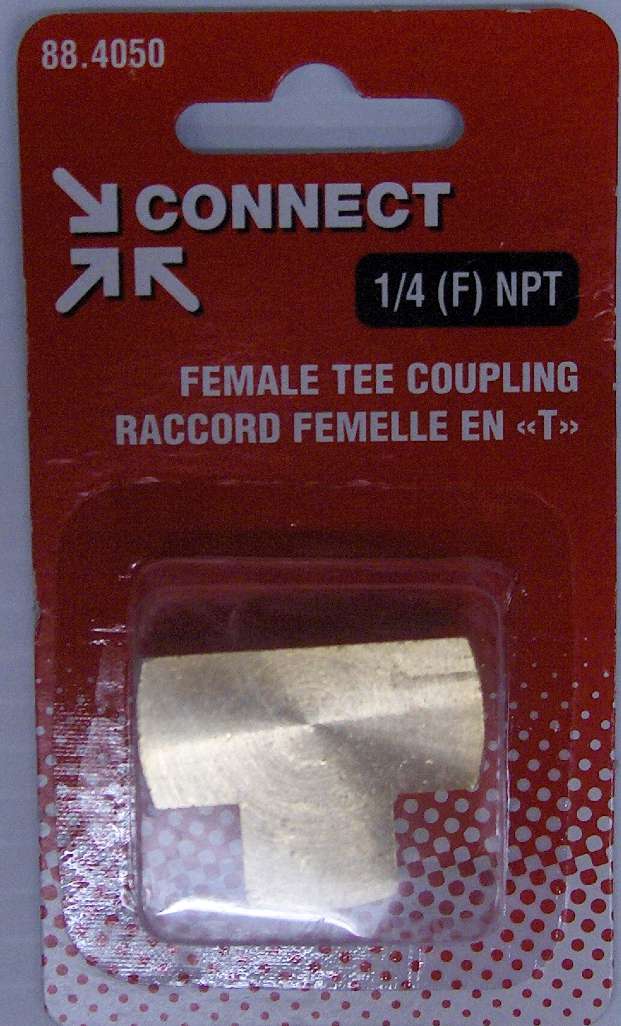 88.4050
CONNECT
1/4 (F) NPT
FEMALE TEE COUPLING
RACCORD FEMELLE EN «T»